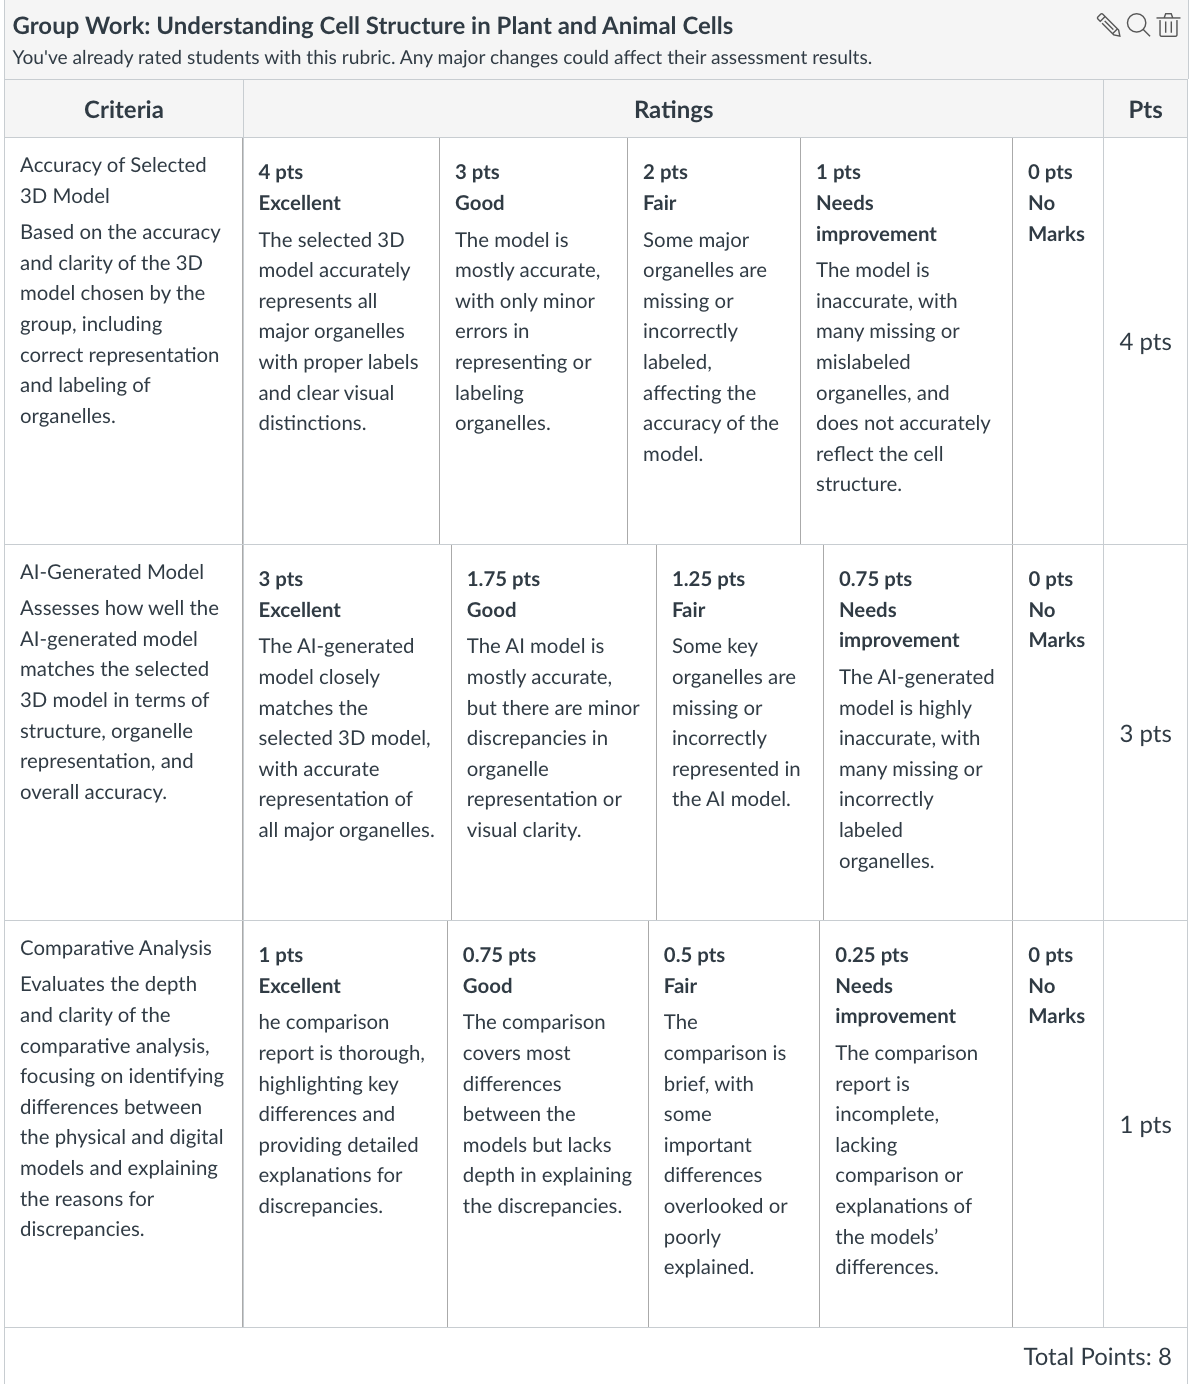 Group Work: Understanding Cell Structure in Plant and Animal Cells
You've already rated students with this rubric. Any major changes could affect their assessment results.
Criteria
Ratings
Pts
Accuracy of Selected
3D Model
Based on the accuracy
and clarity of the 3D
model chosen by the
group, including
correct representation
and labeling of
organelles.
4 pts
Excellent
The selected 3D
model accurately
represents all
major organelles
with proper labels
and clear visual
distinctions.
3 pts
Good
The model is
mostly accurate,
with only minor
errors in
representing or
labeling
organelles.
2 pts
Fair
Some major
organelles are
missing or
incorrectly
labeled,
affecting the
accuracy of the
model.
1 pts
Needs
improvement
The model is
inaccurate, with
many missing or
mislabeled
organelles, and
does not accurately
reflect the cell
structure.
0 pts
No
Marks
4 pts
AI-Generated Model
Assesses how well the
AI-generated model
matches the selected
3D model in terms of
structure, organelle
representation, and
overall accuracy.
3 pts
Excellent
The AI-generated
model closely
matches the
selected 3D model,
with accurate
representation of
all major organelles.
1.75 pts
Good
The AI model is
mostly accurate,
but there are minor
discrepancies in
organelle
representation or
visual clarity.
1.25 pts
Fair
Some key
organelles are
missing or
incorrectly
represented in
the AI model.
0.75 pts
Needs
improvement
The AI-generated
model is highly
inaccurate, with
many missing or
incorrectly
labeled
organelles.
0 pts
No
Marks
3 pts
Comparative Analysis
Evaluates the depth
and clarity of the
comparative analysis,
focusing on identifying
differences between
the physical and digital
models and explaining
the reasons for
discrepancies.
1 pts
Excellent
he comparison
report is thorough,
highlighting key
differences and
providing detailed
explanations for
discrepancies.
0.75 pts
Good
The comparison
covers most
differences
between the
models but lacks
depth in explaining
the discrepancies.
0.5 pts
Fair
The
comparison is
brief, with
some
important
differences
overlooked or
poorly
explained.
0.25 pts
Needs
improvement
The comparison
report is
incomplete,
lacking
comparison or
explanations of
the models’
differences.
0 pts
No
Marks
1 pts
Total Points: 8